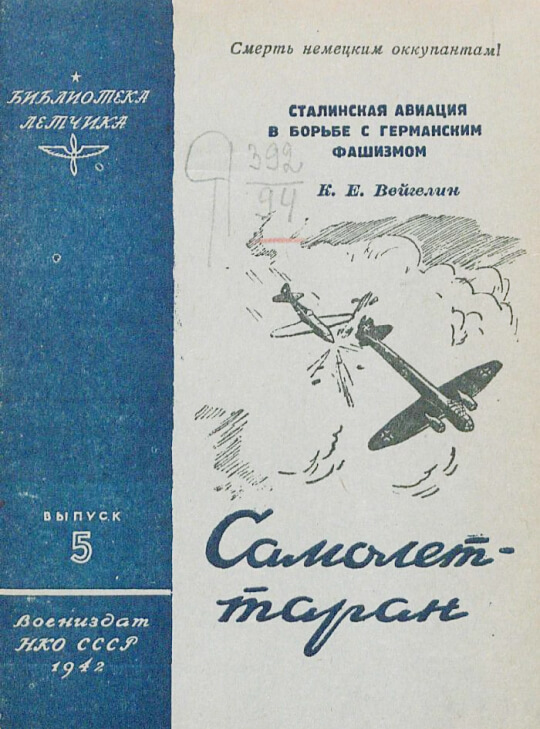 Смерть немецким оккупантам!
БИБЛИОТЕКА
ЛЕТЧИКА
СТАЛИНСКАЯ АВИАЦИЯ
В БОРЬБЕ С ГЕРМАНСКИМ
ФАШИЗМОМ
392
94
К. Е. Вейгелин
ВЫПУСК
5
Самолет-
таран
Воениздат
НКО СССР
1942